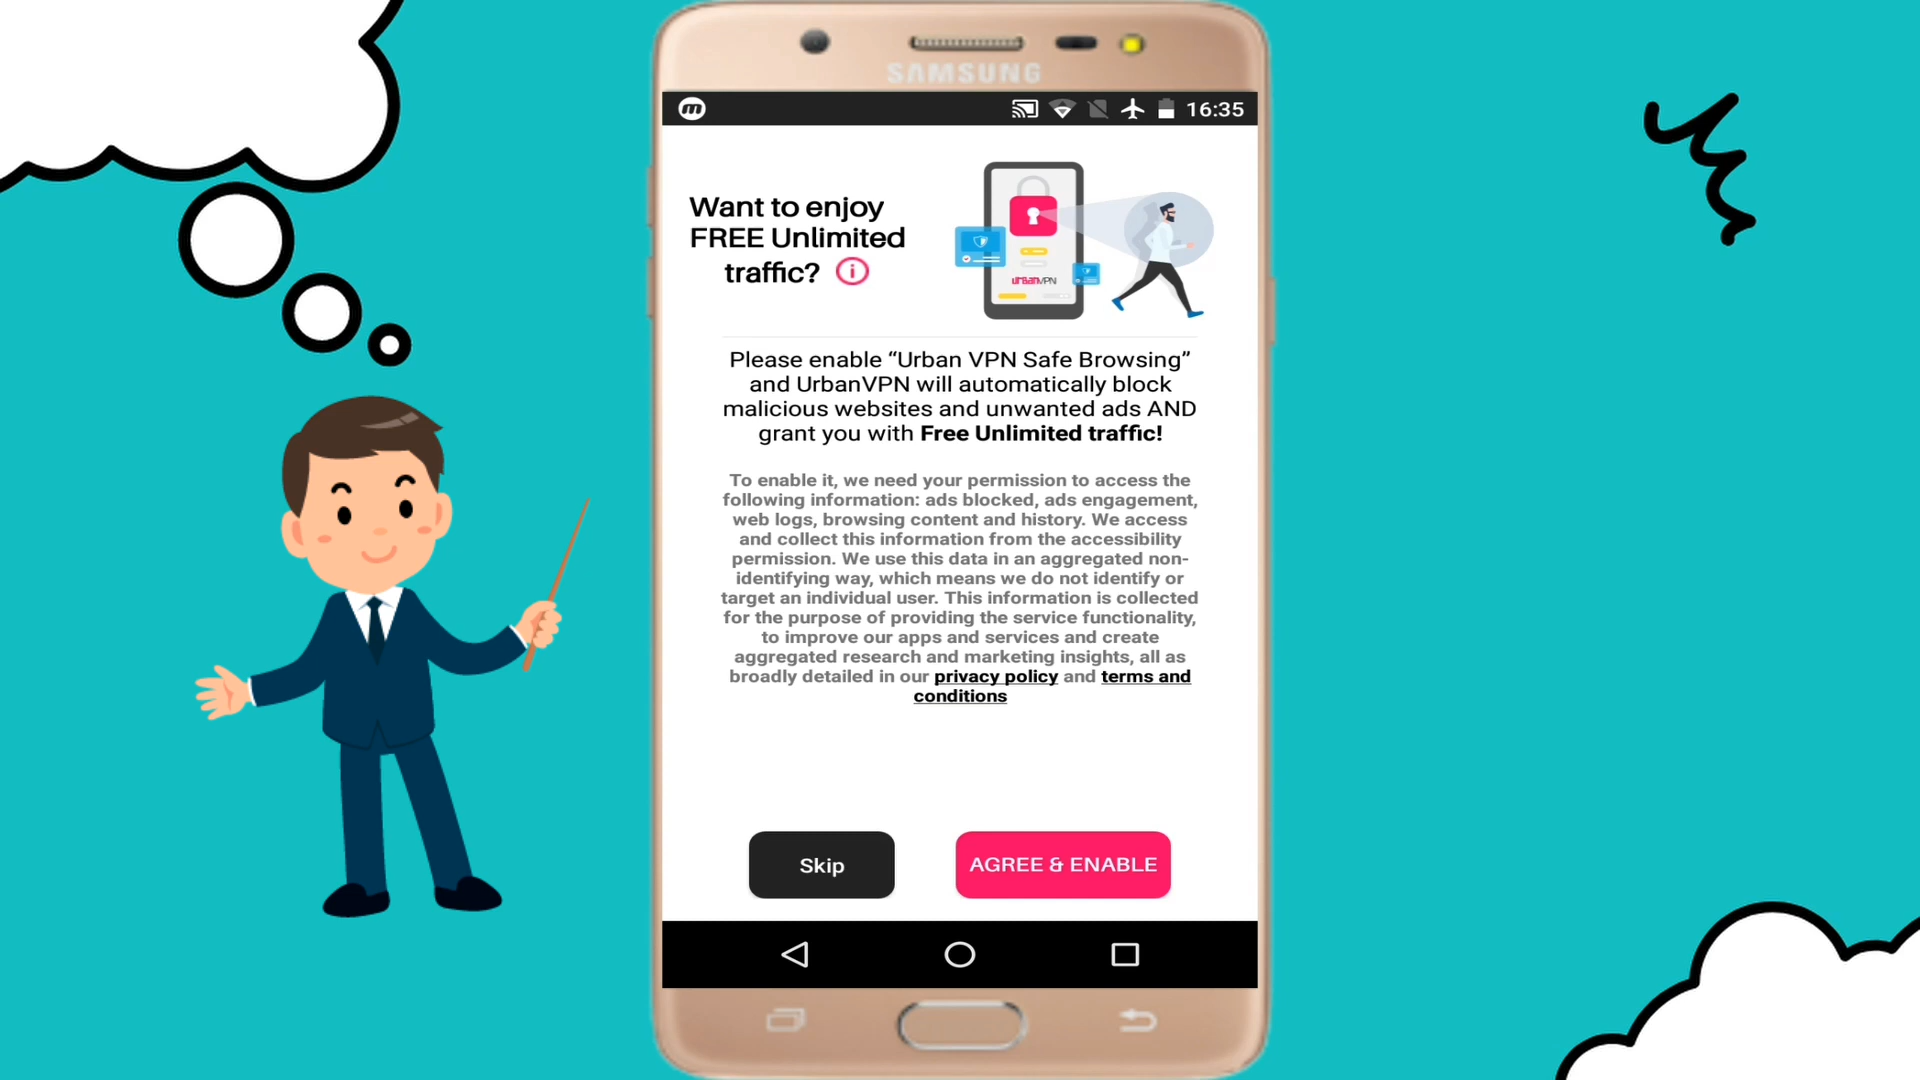 SAMSUNG
m
16:35
Want to enjoy
FREE Unlimited
traffic? i
urbanVPN
Please enable “Urban VPN Safe Browsing”
and UrbanVPN will automatically block
malicious websites and unwanted ads AND
grant you with Free Unlimited traffic!
To enable it, we need your permission to access the
following information: ads blocked, ads engagement,
web logs, browsing content and history. We access
and collect this information from the accessibility
permission. We use this data in an aggregated non-
identifying way, which means we do not identify or
target an individual user. This information is collected
for the purpose of providing the service functionality,
to improve our apps and services and create
aggregated research and marketing insights, all as
broadly detailed in our privacy policy and terms and
conditions
Skip
AGREE & ENABLE